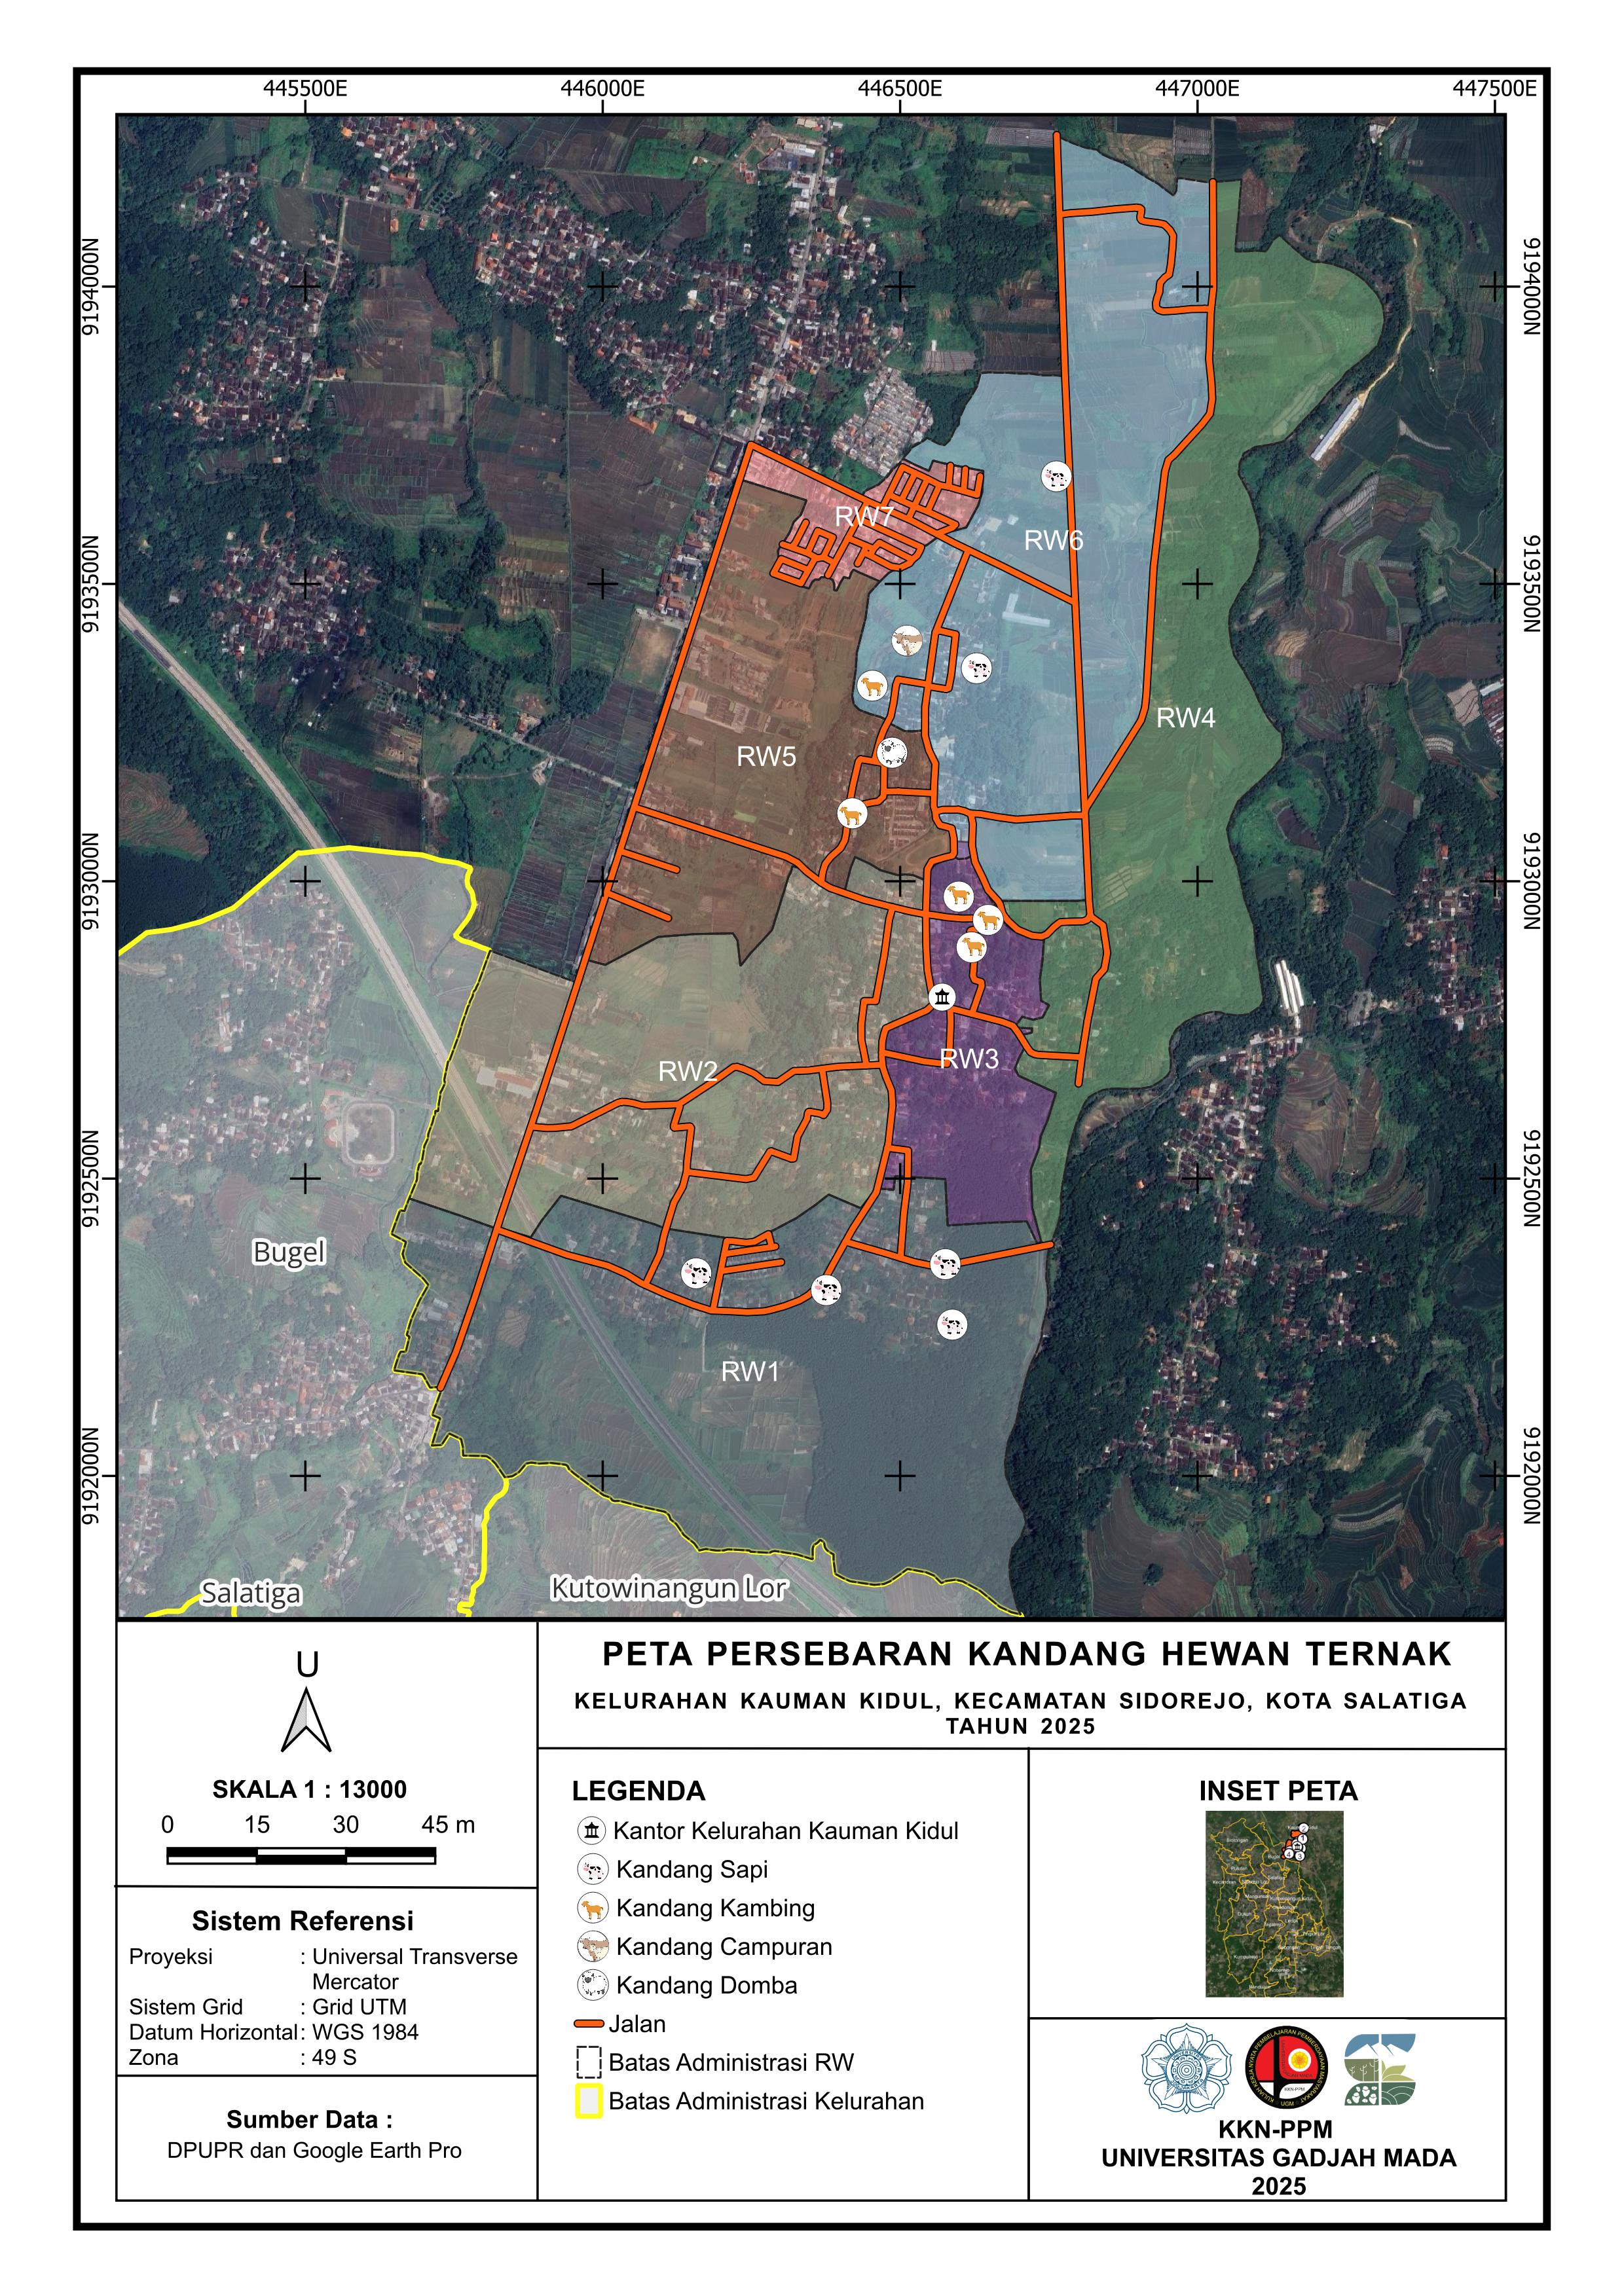 445500E 446000E 446500E 447000E 447500E
9194000N 9194000N
9193500N 9193500N
9193000N 9193000N
9192500N 9192500N
9192000N 9192000N
RW7
RW6
RW4
RW5
RW3
RW2
Bugel
RW1
Salatiga
Kutowinangun Lor
U
SKALA 1 : 13000
0 15 30 45 m
Sistem Referensi
Proyeksi : Universal Transverse
Mercator
Sistem Grid : Grid UTM
Datum Horizontal : WGS 1984
Zona : 49 S
Sumber Data :
DPUPR dan Google Earth Pro
PETA PERSEBARAN KANDANG HEWAN TERNAK
KELURAHAN KAUMAN KIDUL, KECAMATAN SIDOREJO, KOTA SALATIGA
TAHUN 2025
LEGENDA
Kantor Kelurahan Kauman Kidul
Kandang Sapi
Kandang Kambing
Kandang Campuran
Kandang Domba
Jalan
Batas Administrasi RW
Batas Administrasi Kelurahan
INSET PETA
KKN-PPM
UNIVERSITAS GADJAH MADA
2025